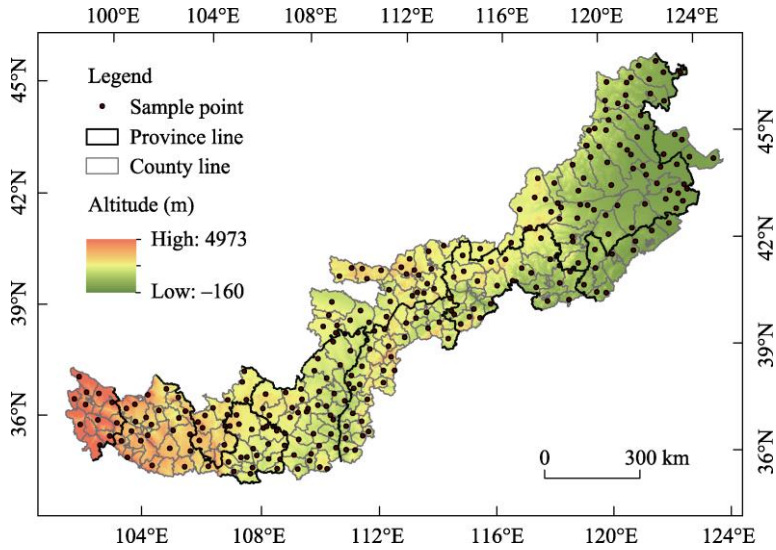 100°E 104°E 108°E 112°E 116°E 120°E 124°E
45°N
42°N
39°N
36°N
Legend
Sample point
Province line
County line
Altitude (m)
High: 4973
Low: –160
45°N
42°N
39°N
36°N
0 300 km
104°E 108°E 112°E 116°E 120°E 124°E